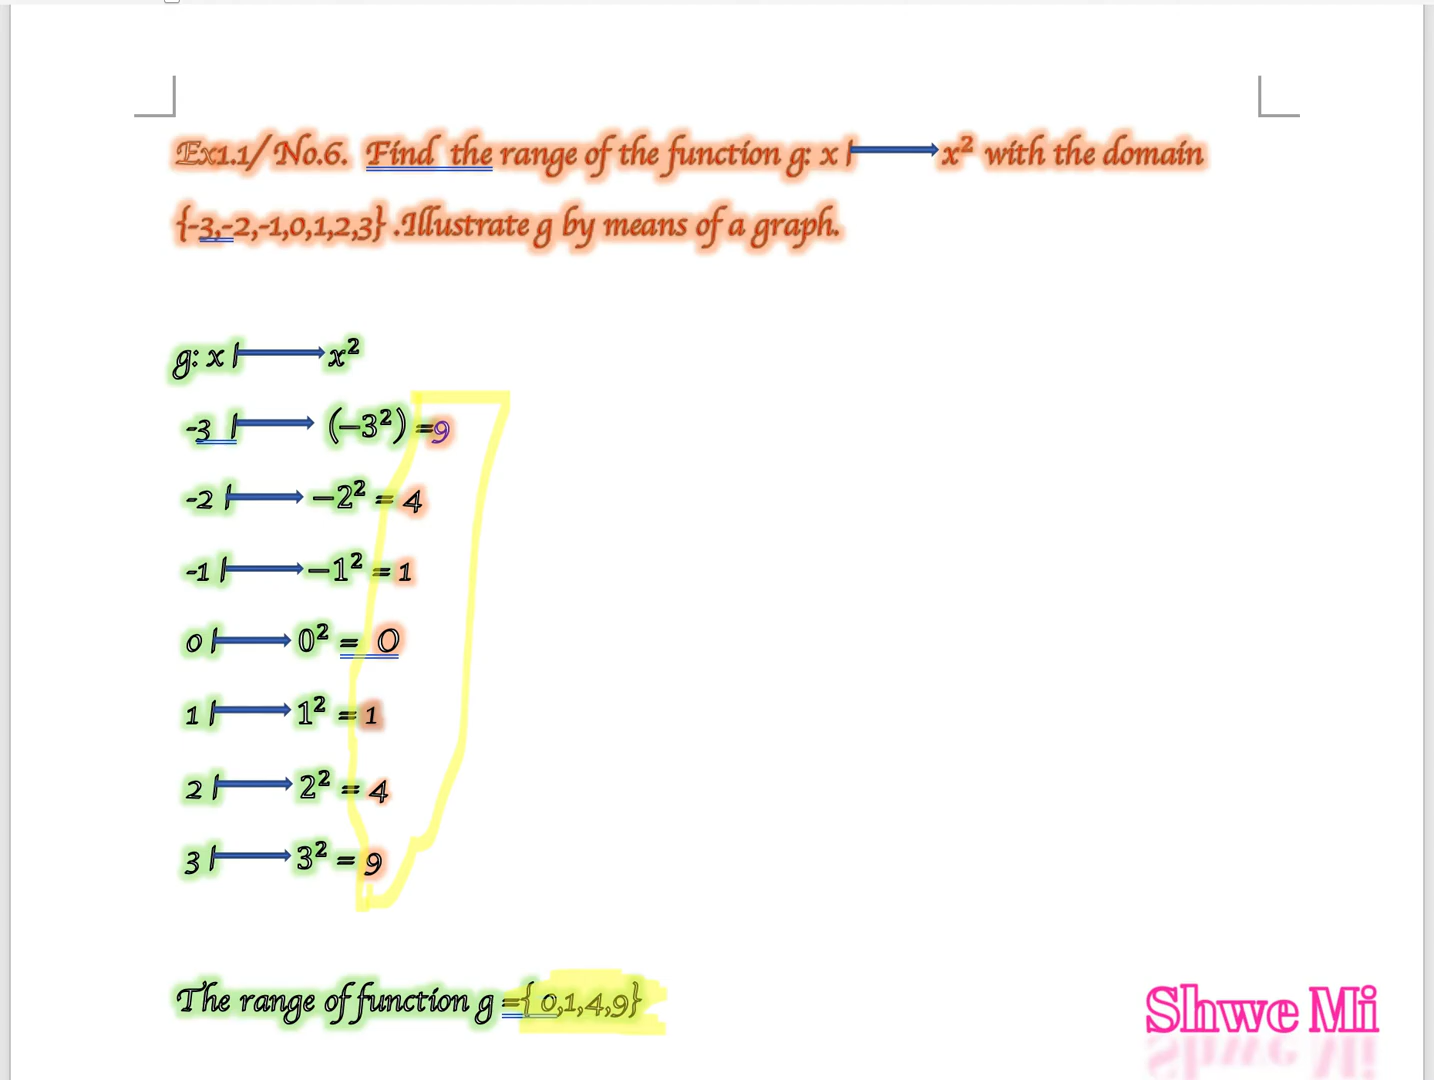 Ex1.1/ No.6. Find the range of the function g: x |⟶ x² with the domain
{-3,-2,-1,0,1,2,3} .Illustrate g by means of a graph.
g: x |⟶ x²
-3 |⟶ (−3²) =9
-2 |⟶ −2² = 4
-1 |⟶ −1² = 1
0 |⟶ 0² = 0
1 |⟶ 1² = 1
2 |⟶ 2² = 4
3 |⟶ 3² = 9
The range of function g ={ 0,1,4,9}
Shwe Mi